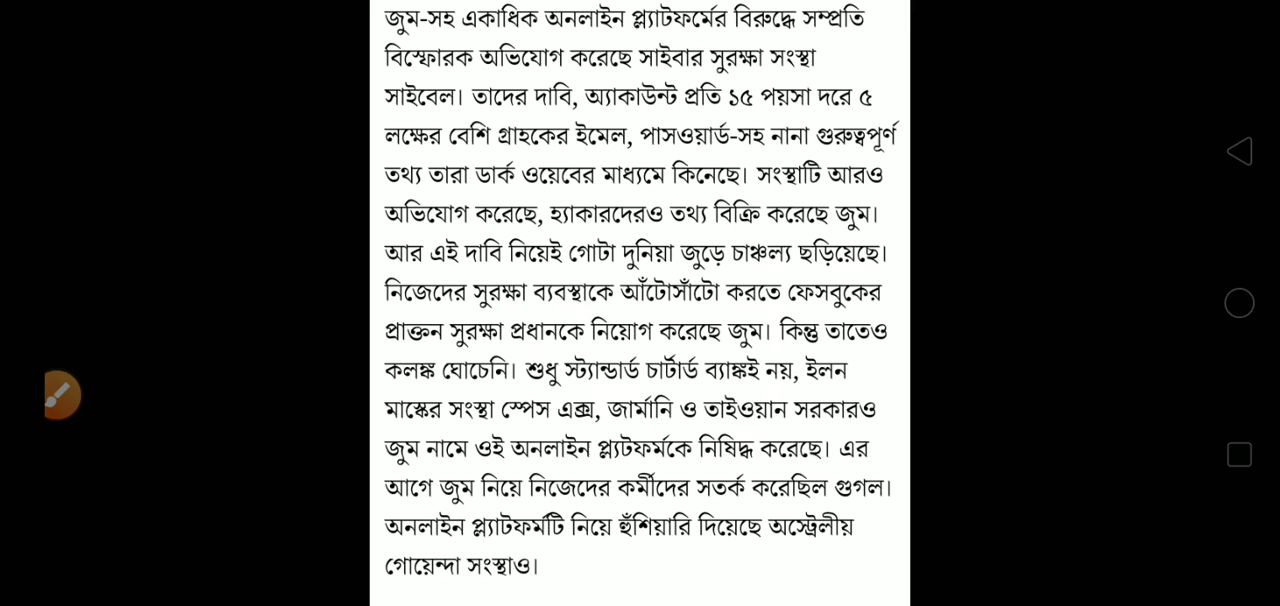 জুম-সহ একাধিক অনলাইন প্ল্যাটফর্মের বিরুদ্ধে সম্প্রতি
বিস্ফোরক অভিযোগ করেছে সাইবার সুরক্ষা সংস্থা
সাইবেল। তাদের দাবি, অ্যাকাউন্ট প্রতি ১৫ পয়সা দরে ৫
লক্ষের বেশি গ্রাহকের ইমেল, পাসওয়ার্ড-সহ নানা গুরুত্বপূর্ণ
তথ্য তারা ডার্ক ওয়েবের মাধ্যমে কিনেছে। সংস্থাটি আরও
অভিযোগ করেছে, হ্যাকারদেরও তথ্য বিক্রি করেছে জুম।
আর এই দাবি নিয়েই গোটা দুনিয়া জুড়ে চাঞ্চল্য ছড়িয়েছে।
নিজেদের সুরক্ষা ব্যবস্থাকে আঁটোসাঁটো করতে ফেসবুকের
প্রাক্তন সুরক্ষা প্রধানকে নিয়োগ করেছে জুম। কিন্তু তাতেও
কলঙ্ক ঘোচেনি। শুধু স্ট্যান্ডার্ড চার্টার্ড ব্যাঙ্কই নয়, ইলন
মাস্কের সংস্থা স্পেস এক্স, জার্মানি ও তাইওয়ান সরকারও
জুম নামে ওই অনলাইন প্ল্যটফর্মকে নিষিদ্ধ করেছে। এর
আগে জুম নিয়ে নিজেদের কর্মীদের সতর্ক করেছিল গুগল।
অনলাইন প্ল্যাটফর্মটি নিয়ে হুঁশিয়ারি দিয়েছে অস্ট্রেলীয়
গোয়েন্দা সংস্থাও।